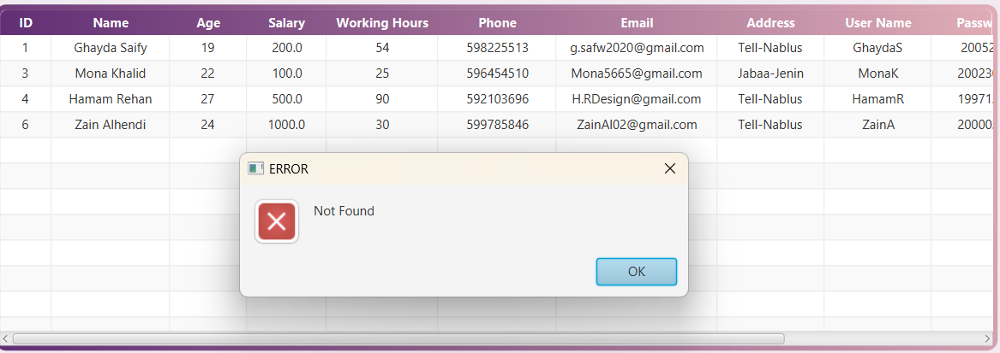 ID Name Age Salary Working Hours Phone Email Address User Name Passw
1 Ghayda Saify 19 200.0 54 598225513 g.safw2020@gmail.com Tell-Nablus GhaydaS 20052
3 Mona Khalid 22 100.0 25 596454510 Mona5665@gmail.com Jabaa-Jenin MonaK 20023
4 Hamam Rehan 27 500.0 90 592103696 H.RDesign@gmail.com Tell-Nablus HamamR 19971
6 Zain Alhendi 24 1000.0 30 599785846 ZainAl02@gmail.com Tell-Nablus ZainA 20000
ERROR
Not Found
OK